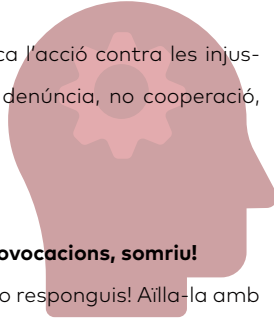 ca l’acció contra les injus-
denúncia, no cooperació,
ovocacions, somriu!
o responguis! Aïlla-la amb